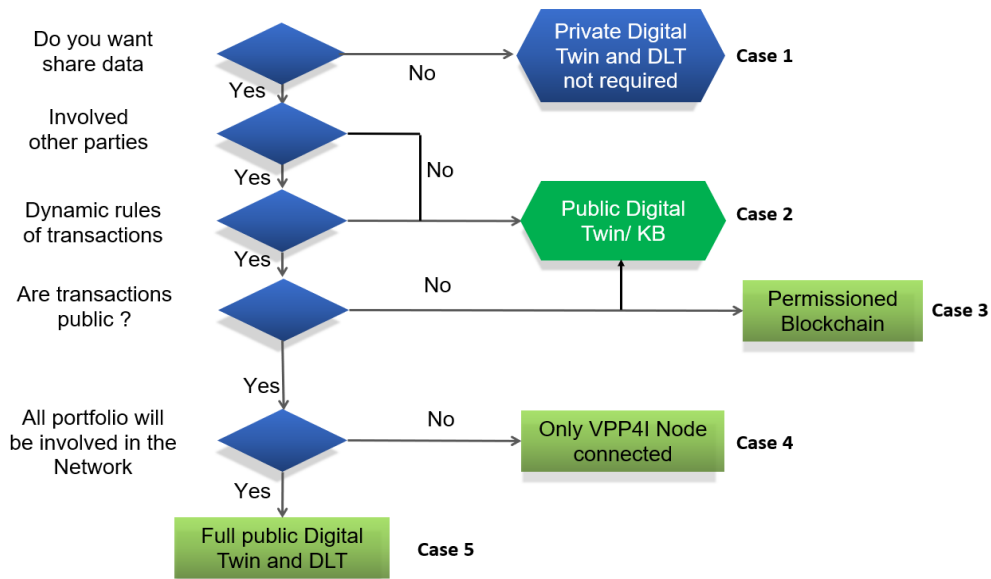 Do you want
share data
No
Private Digital
Twin and DLT
not required
Case 1
Yes
Involved
other parties
No
Yes
Dynamic rules
of transactions
Public Digital
Twin/ KB
Case 2
Yes
Are transactions
public ?
No
Permissioned
Blockchain
Case 3
Yes
All portfolio will
be involved in the
Network
No
Only VPP4I Node
connected
Case 4
Yes
Full public Digital
Twin and DLT
Case 5